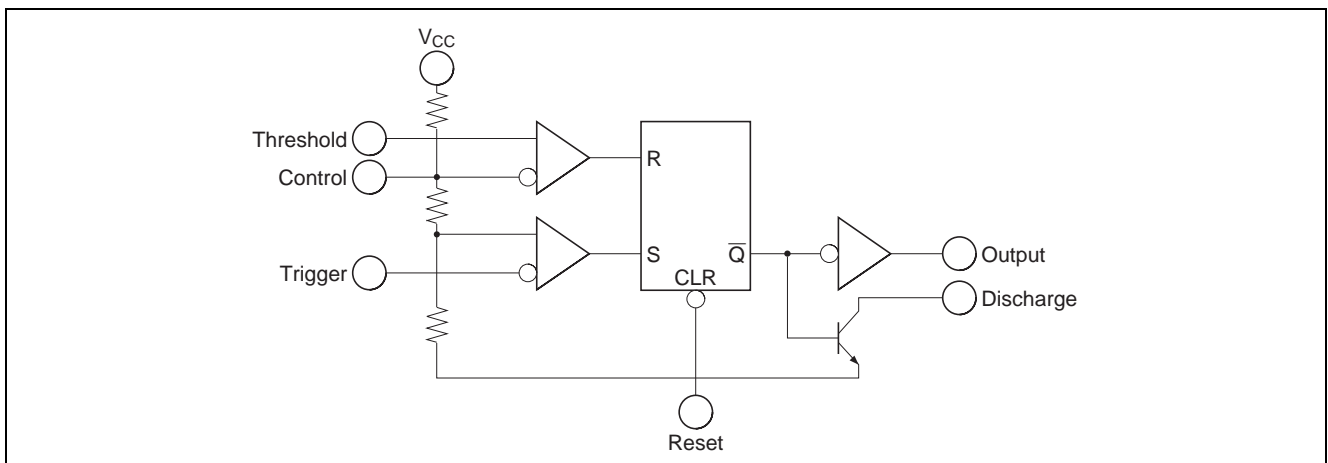 VCC
Threshold
Control
Trigger
R
S
Q̅
CLR
Output
Discharge
Reset